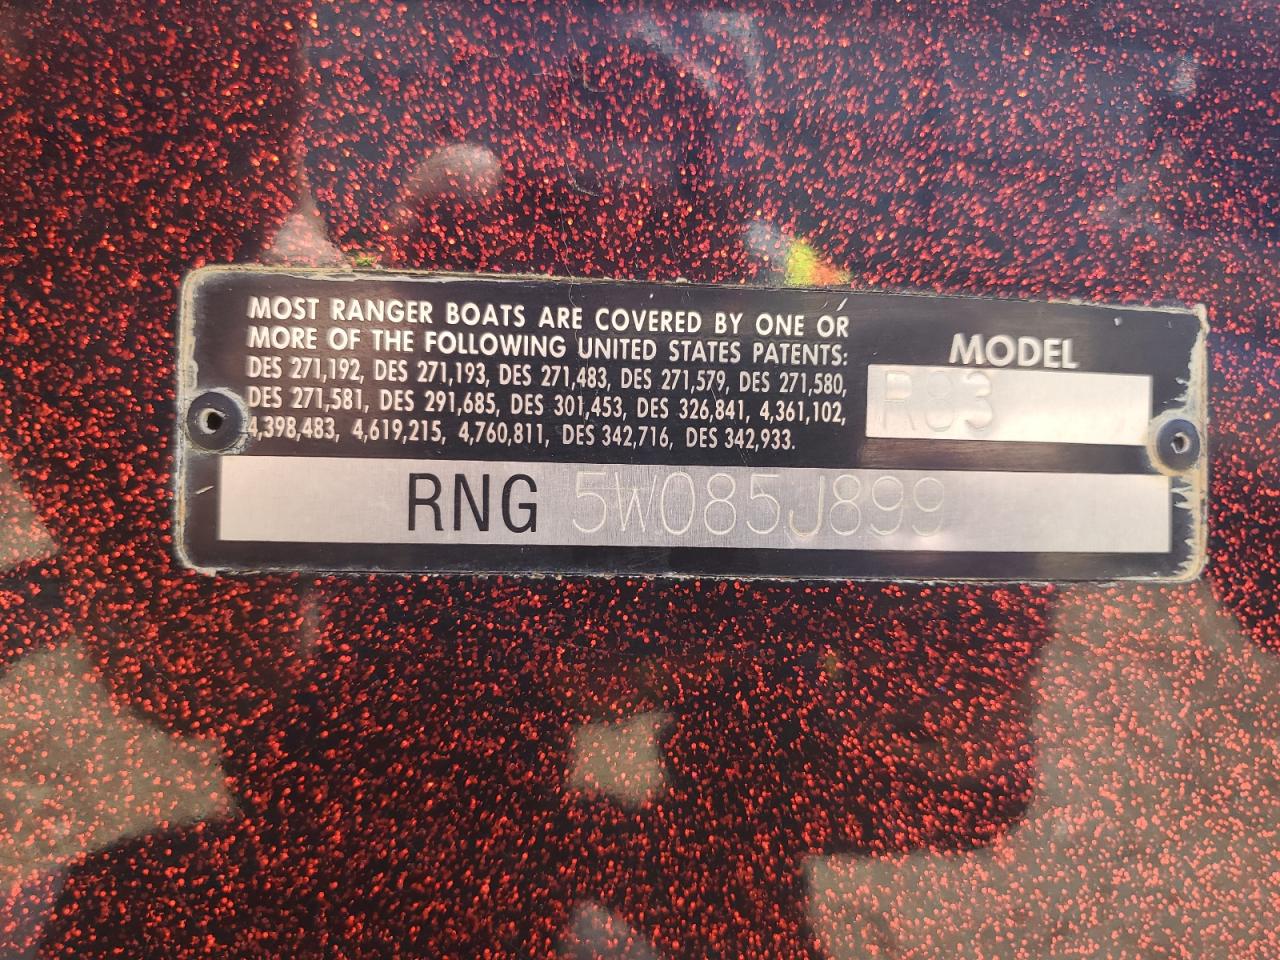 MOST RANGER BOATS ARE COVERED BY ONE OR
MORE OF THE FOLLOWING UNITED STATES PATENTS:
DES 271,192, DES 271,193, DES 271,483, DES 271,579, DES 271,580,
DES 271,581, DES 291,685, DES 301,453, DES 326,841, 4,361,102,
4,398,483, 4,619,215, 4,760,811, DES 342,716, DES 342,933.
MODEL
R83
RNG 5W085J899